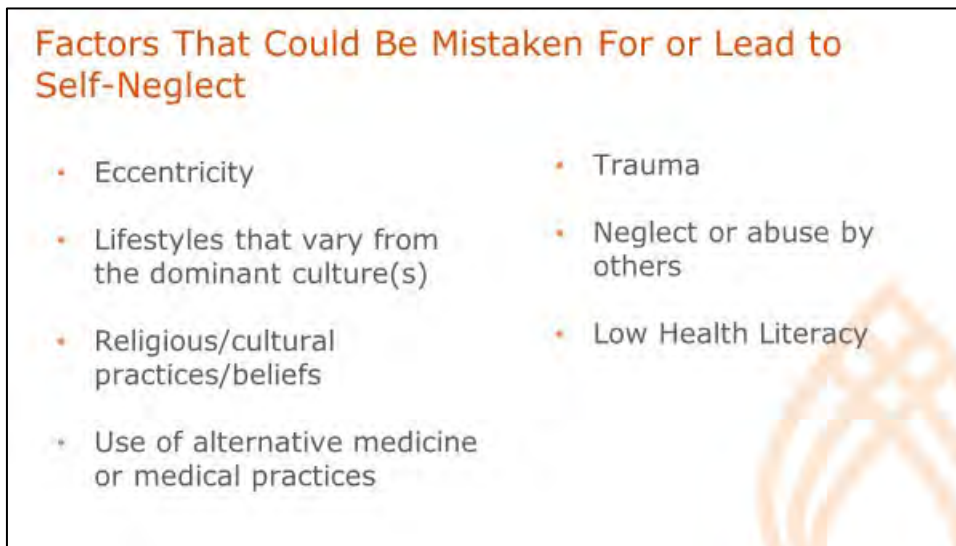 Factors That Could Be Mistaken For or Lead to
Self-Neglect
• Eccentricity
• Lifestyles that vary from
the dominant culture(s)
• Religious/cultural
practices/beliefs
• Use of alternative medicine
or medical practices
• Trauma
• Neglect or abuse by
others
• Low Health Literacy